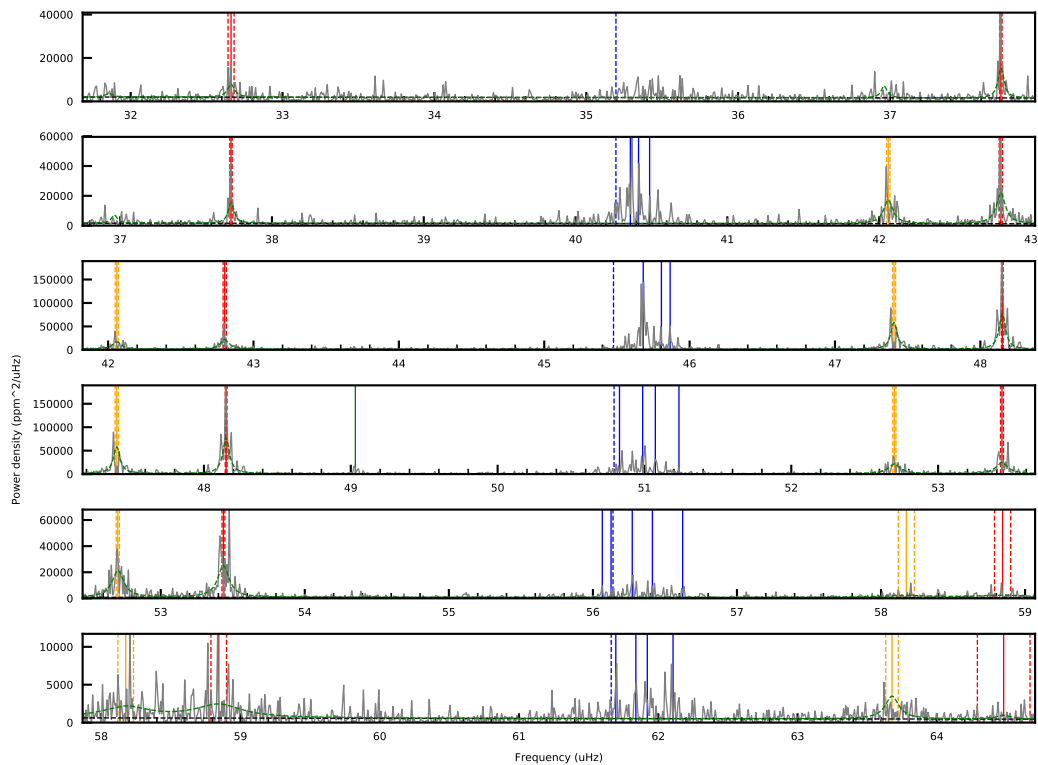 40000
20000
0
32 33 34 35 36 37
60000
40000
20000
0
37 38 39 40 41 42 43
150000
100000
50000
0
42 43 44 45 46 47 48
Power density (ppm^2/uHz)
150000
100000
50000
0
48 49 50 51 52 53
60000
40000
20000
0
53 54 55 56 57 58 59
10000
5000
0
58 59 60 61 62 63 64
Frequency (uHz)